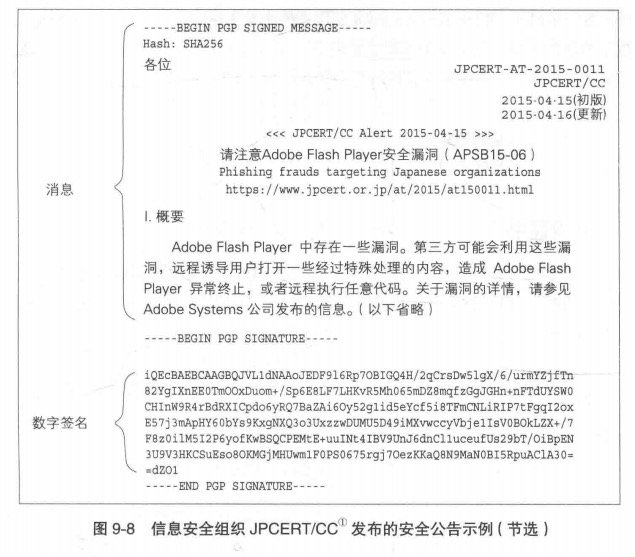 -----BEGIN PGP SIGNED MESSAGE-----
Hash: SHA256
各位
JPCERT-AT-2015-0011
JPCERT/CC
2015-04-15(初版)
2015-04-16(更新)
<<< JPCERT/CC Alert 2015-04-15 >>>
请注意Adobe Flash Player安全漏洞（APSB15-06）
Phishing frauds targeting Japanese organizations
https://www.jpcert.or.jp/at/2015/at150011.html
消息
I. 概要
Adobe Flash Player 中存在一些漏洞。第三方可能会利用这些漏
洞，远程诱导用户打开一些经过特殊处理的内容，造成 Adobe Flash
Player 异常终止，或者远程执行任意代码。关于漏洞的详情，请参见
Adobe Systems 公司发布的信息。（以下省略）
-----BEGIN PGP SIGNATURE-----
iQEcBAEBCAAGBQJVL1dNAAoJEDF9l6Rp7OBIGQ4H/2qCrsDw5lgX/6/urmYZjfTn
82YgIXnEE0TmOOxDuom+/Sp6E8LF7LHKvR5Mh065mDZ8mqfzGgJGHn+nFTdUYSW0
CHInW9R4rBdRXICpdo6yRQ7BaZAi6Oy52g1id5eYcf5i8TFmCNLiRIP7tFgqI2ox
E57j3mApHY60bYs9KxgNXQ3o3UxzzwDUMU5D49iMXvwccyVbje1IsV0BOkLZX+/7
数字签名
F8z0ilM5I2P6yofKwBSQCPEMtE+uuINt4IBV9UnJ6dnCl1uceufUs29bT/OiBpEN
3U9V3HKCSuEso8OKMGjMHUwm1F0PS0675rgj7OezKKaQ8N9MaN0BI5RpuAClA30=
=dZO1
-----END PGP SIGNATURE-----
图 9-8 信息安全组织 JPCERT/CC① 发布的安全公告示例（节选）